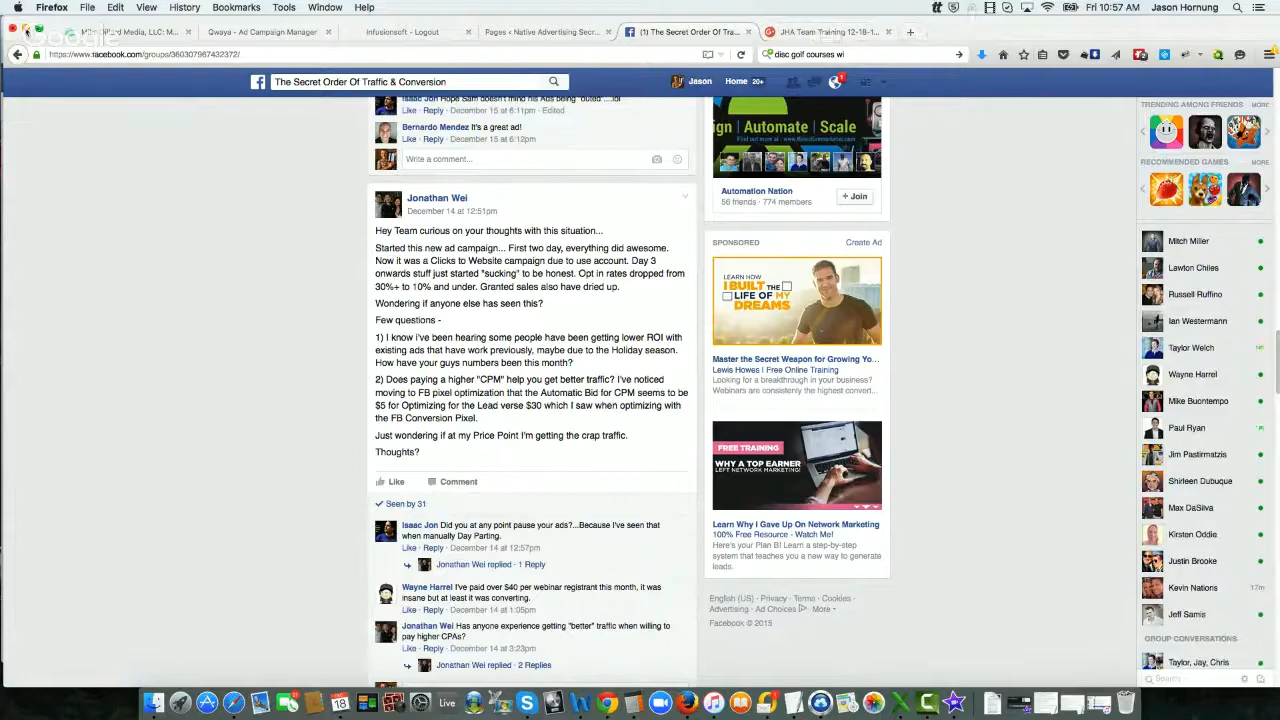 Firefox File Edit View History Bookmarks Tools Window Help
Fri 10:57 AM Jason Hornung
Qwaya - Ad Campaign Manager
Infusionsoft - Logout
Pages < Native Advertising Secr...
(1) The Secret Order Of Tra...
JHA Team Training 12-18-1...
https://www.facebook.com/groups/360307967432372/
disc golf courses wi
The Secret Order Of Traffic & Conversion
Jason Home 20+
Isaac Jon Hope Sam doesn't mind his Ads being "outed"....lol
Like · Reply · December 15 at 6:11pm · Edited
Bernardo Mendez It's a great ad!
Like · Reply · December 15 at 6:12pm
Write a comment...
Jonathan Wei
December 14 at 12:51pm
Hey Team curious on your thoughts with this situation...
Started this new ad campaign... First two day, everything did awesome.
Now it was a Clicks to Website campaign due to use account. Day 3
onwards stuff just started "sucking" to be honest. Opt in rates dropped from
30%+ to 10% and under. Granted sales also have dried up.
Wondering if anyone else has seen this?
Few questions -
1) I know i've been hearing some people have been getting lower ROI with
existing ads that have work previously, maybe due to the Holiday season.
How have your guys numbers been this month?
2) Does paying a higher "CPM" help you get better traffic? I've noticed
moving to FB pixel optimization that the Automatic Bid for CPM seems to be
$5 for Optimizing for the Lead verse $30 which I saw when optimizing with
the FB Conversion Pixel.
Just wondering if at my Price Point I'm getting the crap traffic.
Thoughts?
Like Comment
Seen by 31
Isaac Jon Did you at any point pause your ads?...Because I've seen that
when manually Day Parting.
Like · Reply · December 14 at 12:57pm
Jonathan Wei replied · 1 Reply
Wayne Harrel I've paid over $40 per webinar registrant this month, it was
insane but at least it was converting.
Like · Reply · December 14 at 1:05pm
Jonathan Wei Has anyone experience getting "better" traffic when willing to
pay higher CPAs?
Like · Reply · December 14 at 3:23pm
Jonathan Wei replied · 2 Replies
ign | Automate | Scale
Automation Nation
56 friends · 774 members
+ Join
SPONSORED Create Ad
LEARN HOW
I BUILT THE
LIFE OF MY
DREAMS
Master the Secret Weapon for Growing Yo...
Lewis Howes | Free Online Training
Looking for a breakthrough in your business?
Webinars are consistently the highest convert...
FREE TRAINING
WHY A TOP EARNER
LEFT NETWORK MARKETING!
Learn Why I Gave Up On Network Marketing
100% Free Resource - Watch Me!
Here's your Plan B! Learn a step-by-step
system that teaches you a new way to generate
leads.
English (US) · Privacy · Terms · Cookies ·
Advertising · Ad Choices · More
Facebook © 2015
TRENDING AMONG FRIENDS MORE
RECOMMENDED GAMES MORE
Mitch Miller
Lawton Chiles
Russell Ruffino
Ian Westermann
Taylor Welch
Wayne Harrel
Mike Buontempo
Paul Ryan
Jim Pastirmatzis
Shirleen Dubuque
Max DaSilva
Kirsten Oddie
Justin Brooke
Kevin Nations 17m
Jeff Samis
GROUP CONVERSATIONS
Taylor, Jay, Chris
Search
Live